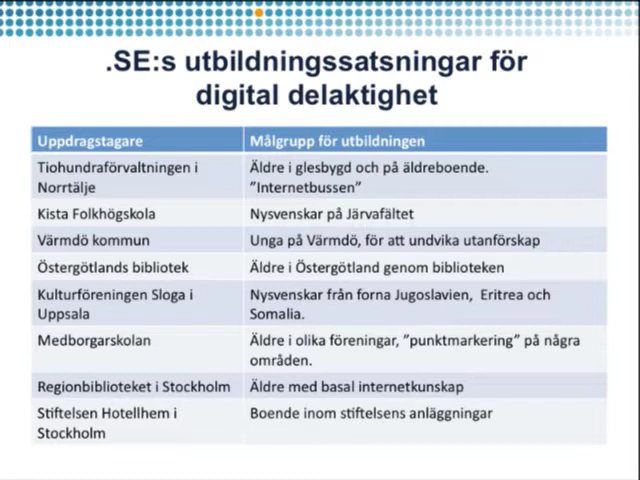 .SE:s utbildningssatsningar för
digital delaktighet
Uppdragstagare
Målgrupp för utbildningen
Tiohundraförvaltningen i
Norrtälje
Äldre i glesbygd och på äldreboende.
”Internetbussen”
Kista Folkhögskola
Nysvenskar på Järvafältet
Värmdö kommun
Unga på Värmdö, för att undvika utanförskap
Östergötlands bibliotek
Äldre i Östergötland genom biblioteken
Kulturföreningen Sloga i
Uppsala
Nysvenskar från forna Jugoslavien, Eritrea och
Somalia.
Medborgarskolan
Äldre i olika föreningar, ”punktmarkering” på några
områden.
Regionbiblioteket i Stockholm
Äldre med basal internetkunskap
Stiftelsen Hotellhem i
Stockholm
Boende inom stiftelsens anläggningar